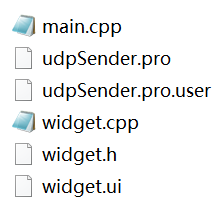 main.cpp
udpSender.pro
udpSender.pro.user
widget.cpp
widget.h
widget.ui